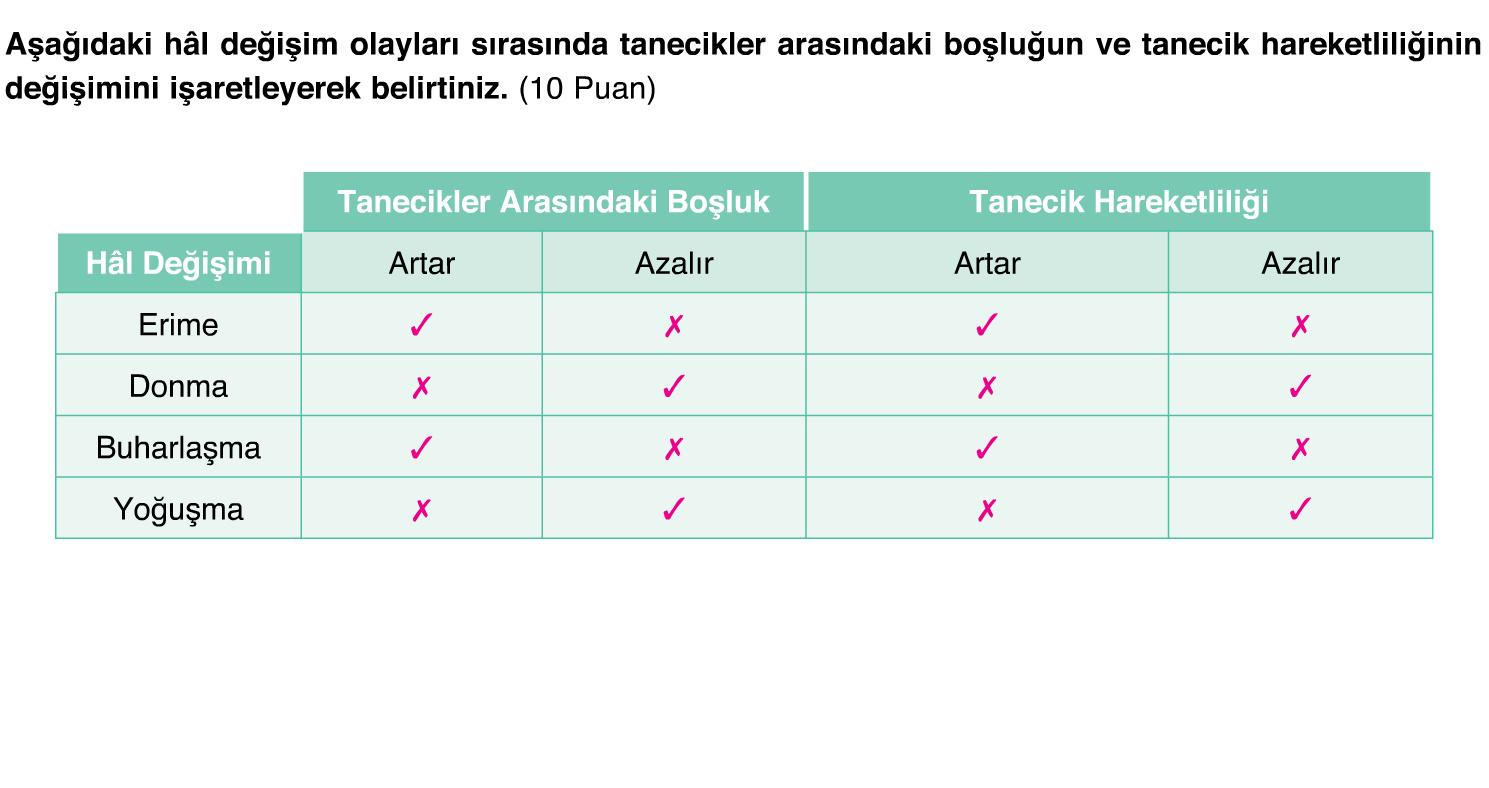 Aşağıdaki hâl değişim olayları sırasında tanecikler arasındaki boşluğun ve tanecik hareketliliğinin
değişimini işaretleyerek belirtiniz. (10 Puan)
Tanecikler Arasındaki Boşluk Tanecik Hareketliliği
Hâl Değişimi Artar Azalır Artar Azalır
Erime ✓ ✗ ✓ ✗
Donma ✗ ✓ ✗ ✓
Buharlaşma ✓ ✗ ✓ ✗
Yoğuşma ✗ ✓ ✗ ✓